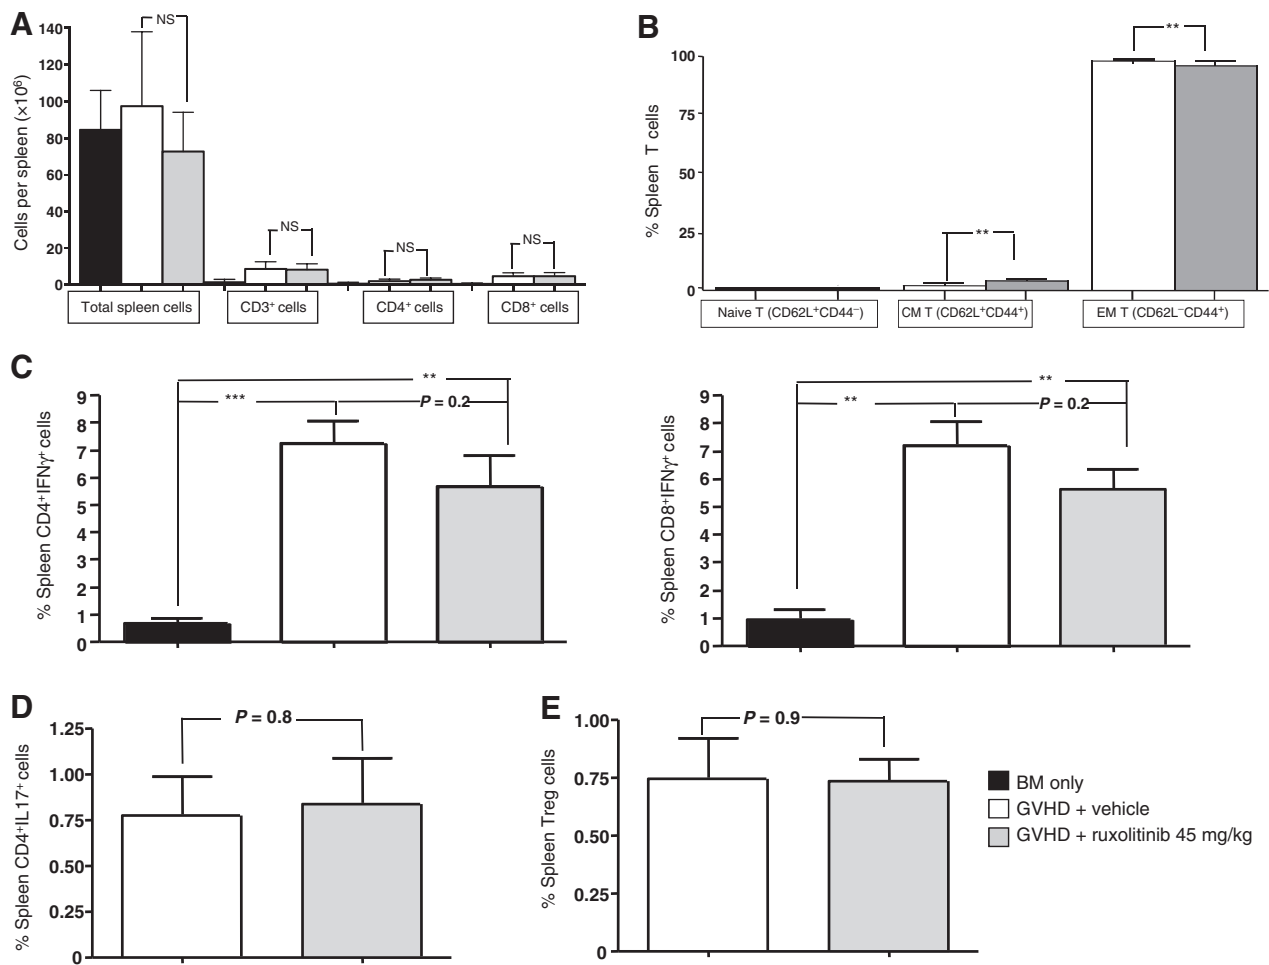 A
Cells per spleen (×10⁶)
140
120
100
80
60
40
20
0
NS
NS
NS
NS
Total spleen cells
CD3⁺ cells
CD4⁺ cells
CD8⁺ cells
B
% Spleen T cells
100
75
50
25
0
**
**
Naive T (CD62L⁺CD44⁻)
CM T (CD62L⁺CD44⁺)
EM T (CD62L⁻CD44⁺)
C
% Spleen CD4⁺IFNγ⁺ cells
9
8
7
6
5
4
3
2
1
0
**
***
P = 0.2
% Spleen CD8⁺IFNγ⁺ cells
9
8
7
6
5
4
3
2
1
0
**
**
P = 0.2
D
% Spleen CD4⁺IL17⁺ cells
1.25
1.00
0.75
0.50
0.25
0
P = 0.8
E
% Spleen Treg cells
1.00
0.75
0.50
0.25
0
P = 0.9
BM only
GVHD + vehicle
GVHD + ruxolitinib 45 mg/kg